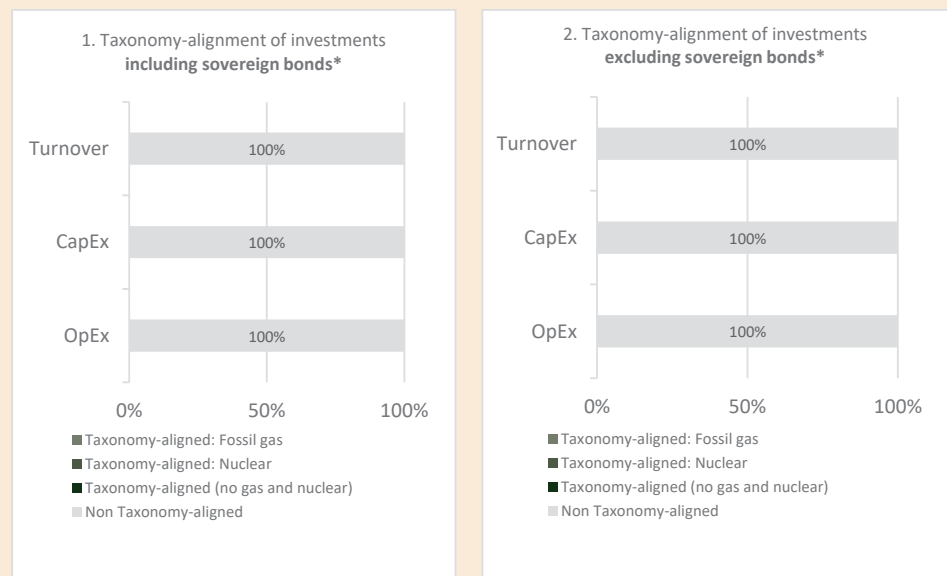 1. Taxonomy-alignment of investments
including sovereign bonds*
Turnover
100%
CapEx
100%
OpEx
100%
0%
50%
100%
Taxonomy-aligned: Fossil gas
Taxonomy-aligned: Nuclear
Taxonomy-aligned (no gas and nuclear)
Non Taxonomy-aligned
2. Taxonomy-alignment of investments
excluding sovereign bonds*
Turnover
100%
CapEx
100%
OpEx
100%
0%
50%
100%
Taxonomy-aligned: Fossil gas
Taxonomy-aligned: Nuclear
Taxonomy-aligned (no gas and nuclear)
Non Taxonomy-aligned